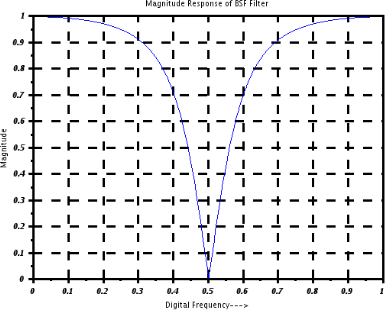 Magnitude Response of BSF Filter
1
0.9
0.8
0.7
0.6
0.5
0.4
0.3
0.2
0.1
0
Magnitude
0 0.1 0.2 0.3 0.4 0.5 0.6 0.7 0.8 0.9 1
Digital Frequency--->